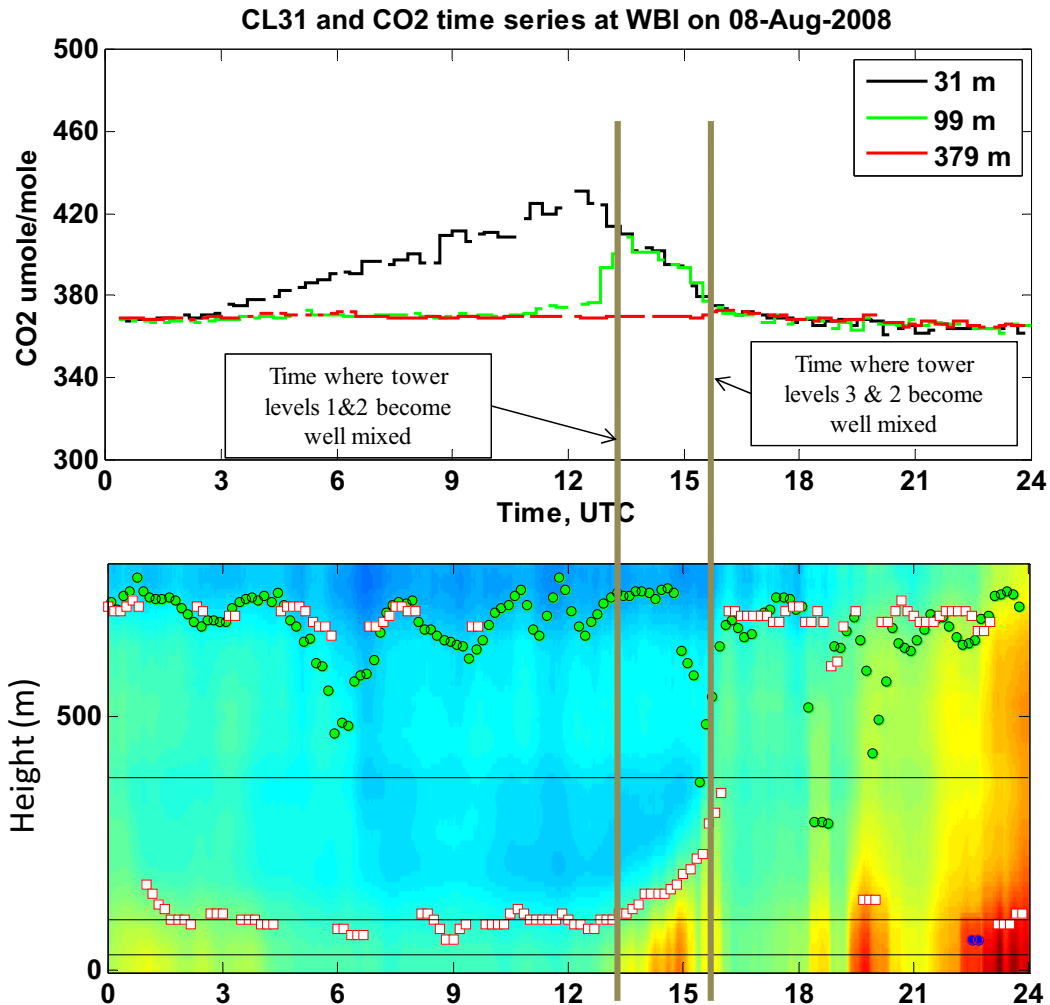 CL31 and CO2 time series at WBI on 08-Aug-2008
500
460
420
380
340
300
CO2 umole/mole
31 m
99 m
379 m
Time where tower
levels 1&2 become
well mixed
Time where tower
levels 3 & 2 become
well mixed
0 3 6 9 12 15 18 21 24
Time, UTC
Height (m)
500
0
0 3 6 9 12 15 18 21 24